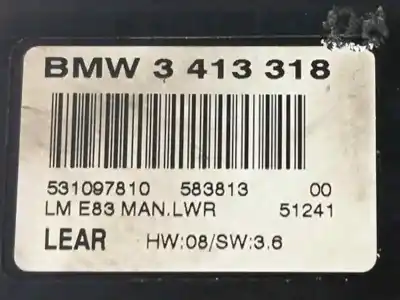 BMW 3 413 318
531097810 583813 00
LM E83 MAN.LWR 51241
LEAR HW:08/SW:3.6